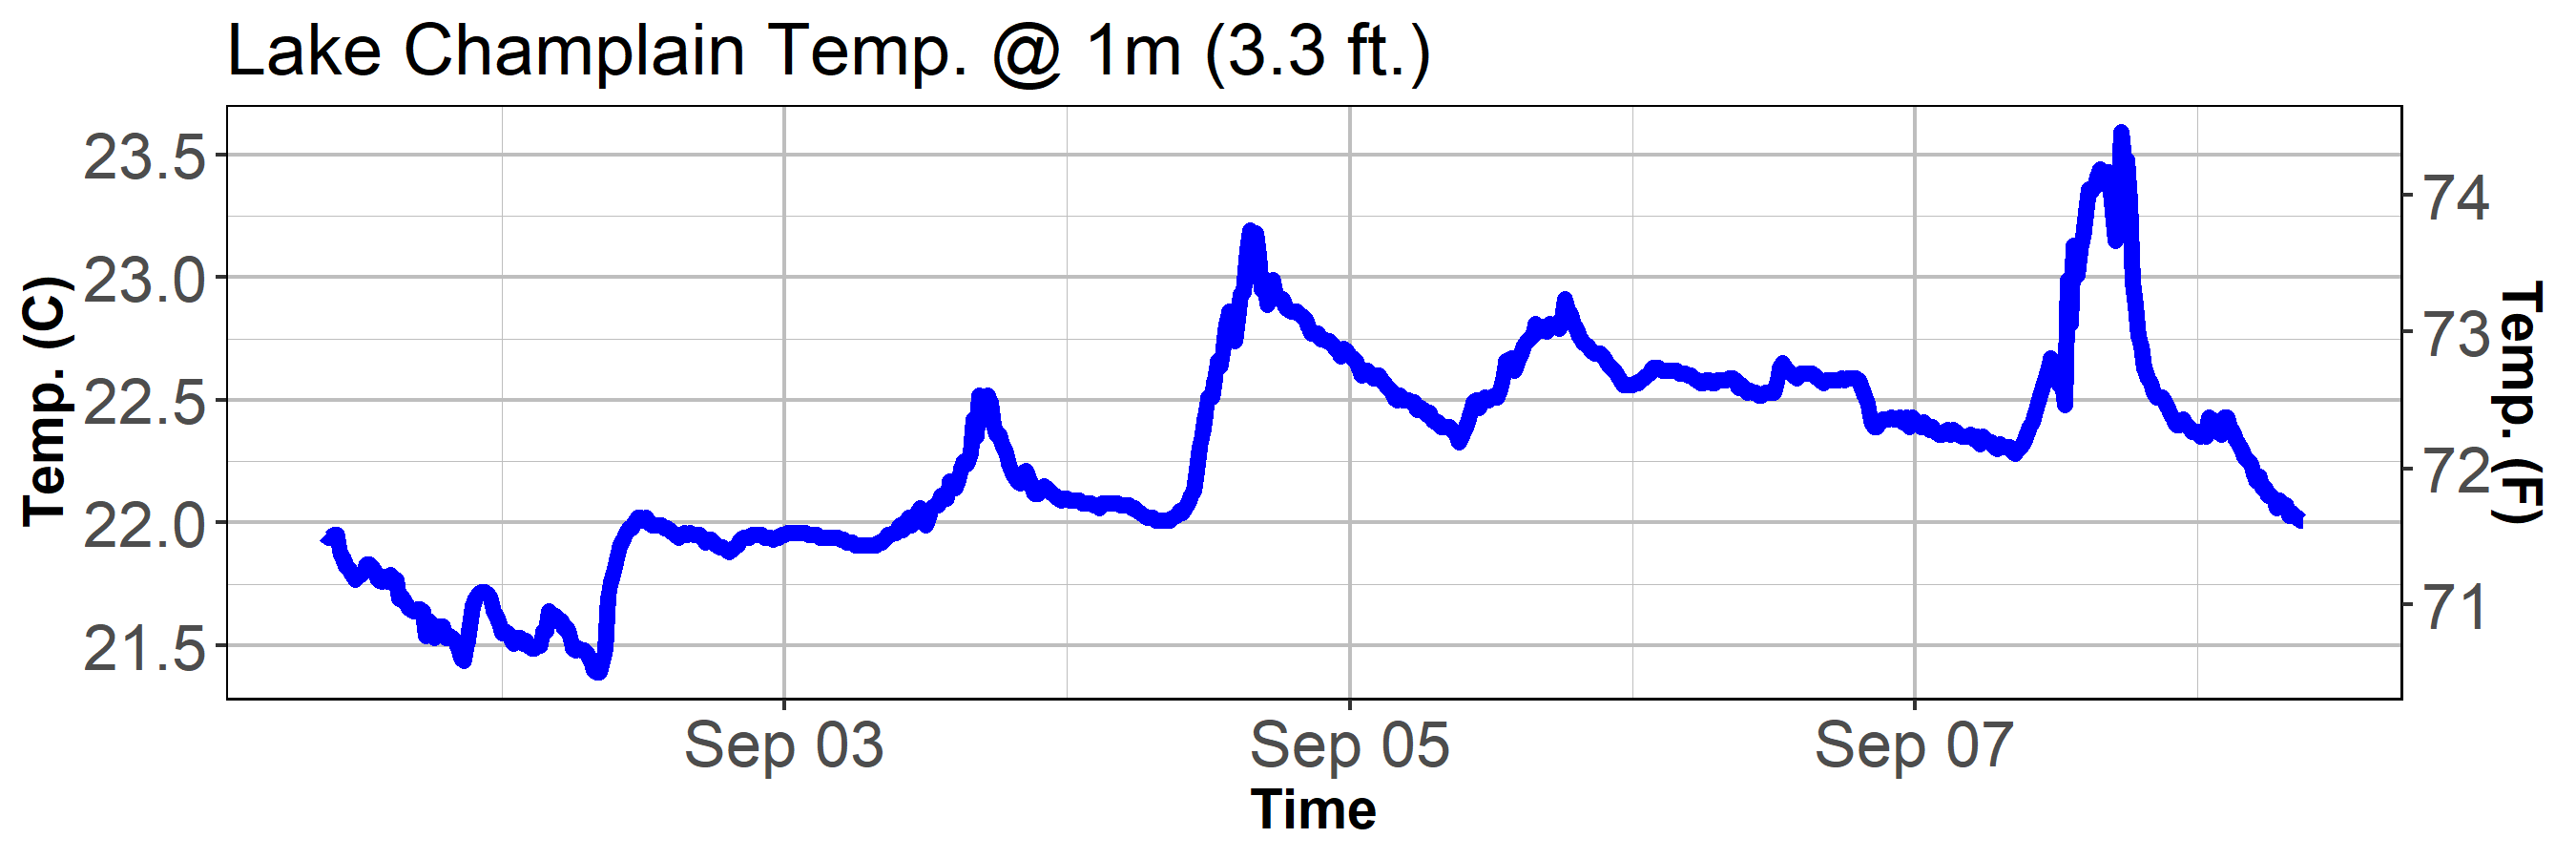 Lake Champlain Temp. @ 1m (3.3 ft.)
Temp. (C)
23.5
23.0
22.5
22.0
21.5
74
73
72
71
Temp. (F)
Sep 03
Sep 05
Sep 07
Time